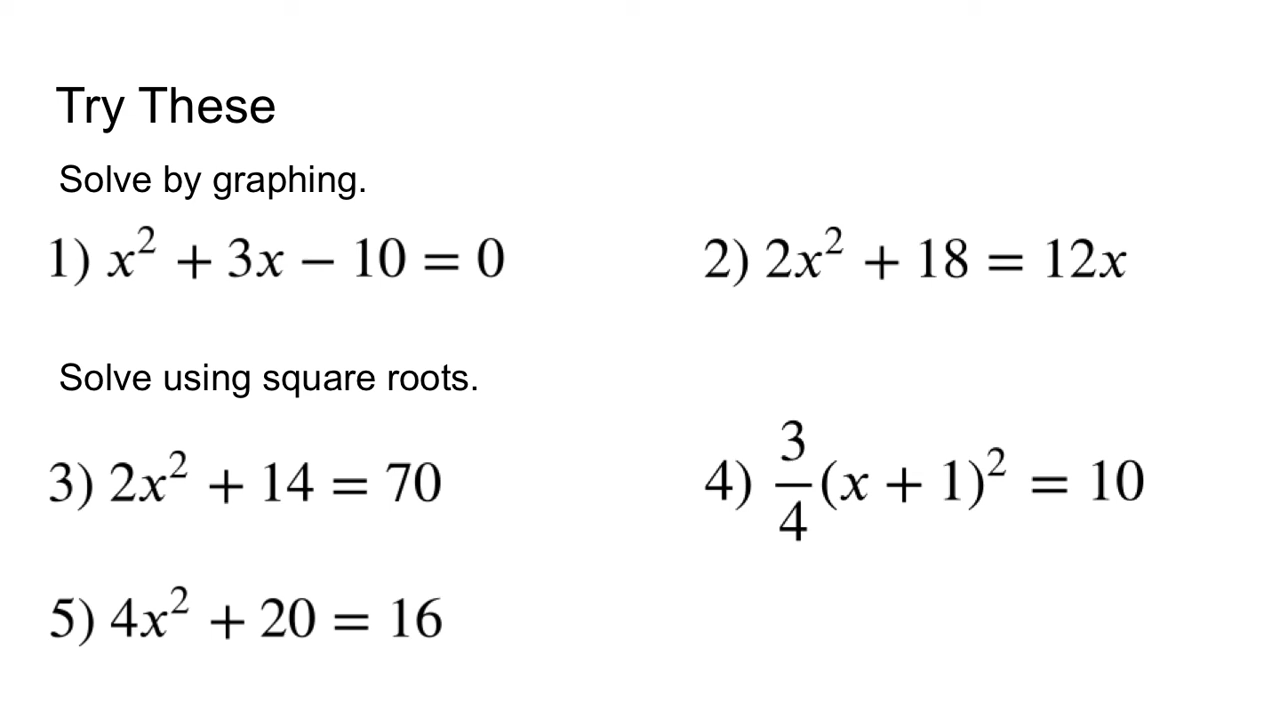 Try These
Solve by graphing.
1) x² + 3x − 10 = 0
2) 2x² + 18 = 12x
Solve using square roots.
3) 2x² + 14 = 70
4) 3/4(x + 1)² = 10
5) 4x² + 20 = 16